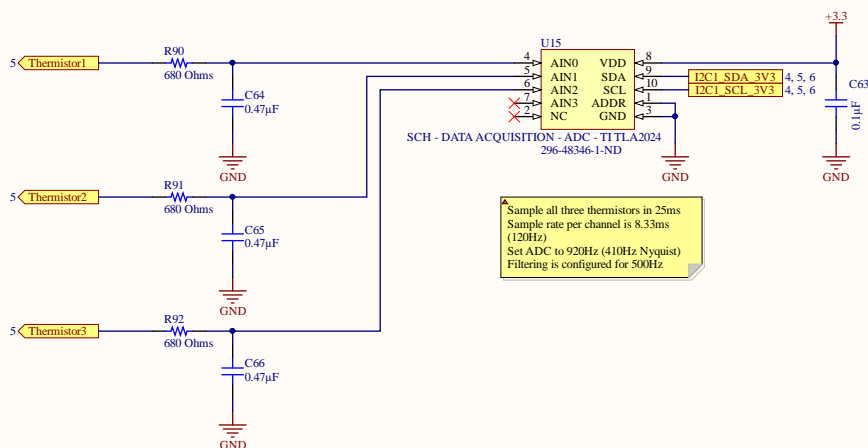 +3.3
R90
5 Thermistor1
680 Ohms
C64
0.47µF
GND
U15
4 AIN0 VDD 8
5 AIN1 SDA 9 I2C1_SDA_3V3 4, 5, 6
6 AIN2 SCL 10 I2C1_SCL_3V3 4, 5, 6
7 AIN3 ADDR 1
2 NC GND 3
C63
0.1µF
GND
GND
SCH - DATA ACQUISITION - ADC - TI TLA2024
296-48346-1-ND
R91
5 Thermistor2
680 Ohms
C65
0.47µF
GND
Sample all three thermistors in 25ms
Sample rate per channel is 8.33ms
(120Hz)
Set ADC to 920Hz (410Hz Nyquist)
Filtering is configured for 500Hz
R92
5 Thermistor3
680 Ohms
C66
0.47µF
GND